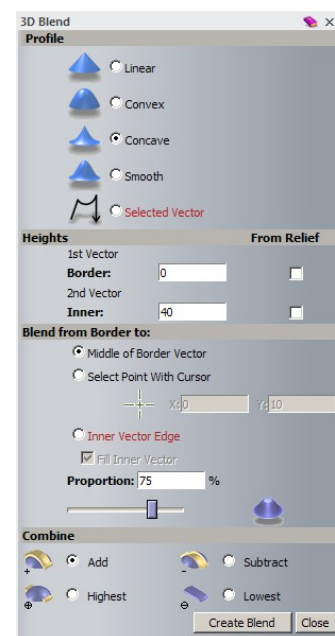 3D Blend
Profile
Linear
Convex
Concave
Smooth
Selected Vector
Heights From Relief
1st Vector
Border: 0
2nd Vector
Inner: 40
Blend from Border to:
Middle of Border Vector
Select Point With Cursor
X: 0 Y: 10
Inner Vector Edge
Fill Inner Vector
Proportion: 75 %
Combine
Add Subtract
Highest Lowest
Create Blend Close